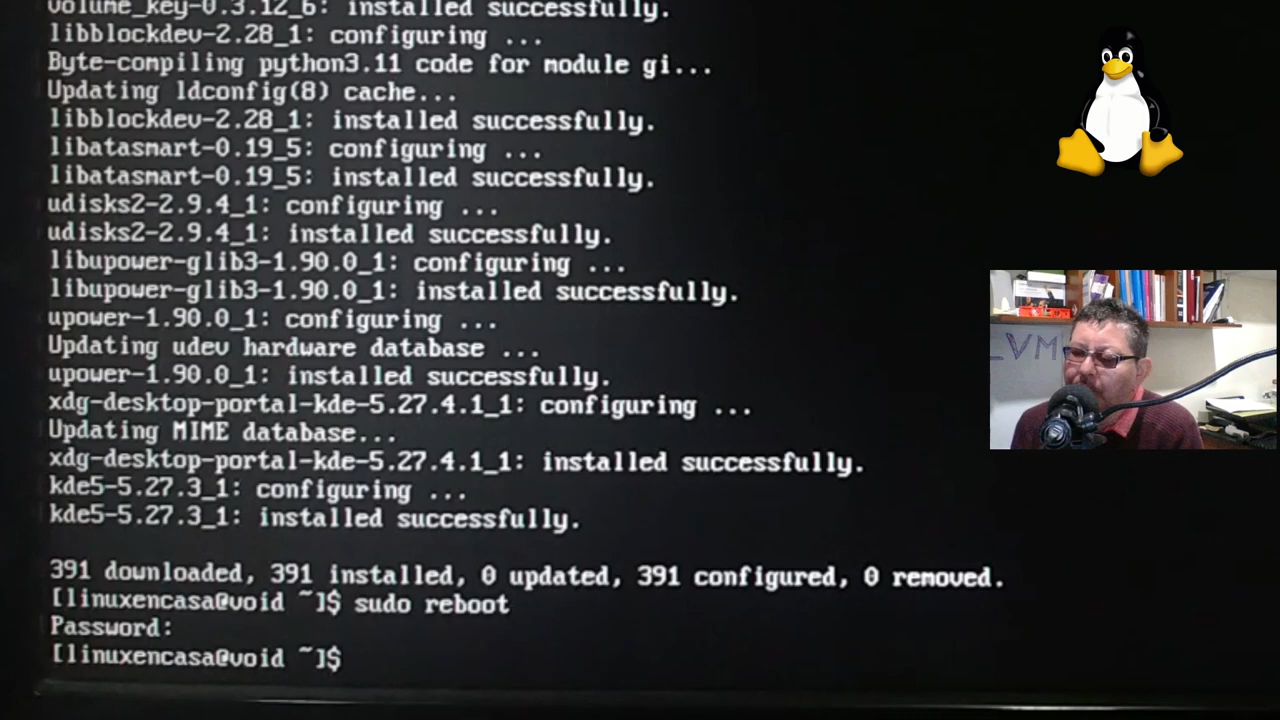 volume_key-0.3.12_6: installed successfully.
libblockdev-2.28_1: configuring ...
Byte-compiling python3.11 code for module gi...
Updating ldconfig(8) cache...
libblockdev-2.28_1: installed successfully.
libatasmart-0.19_5: configuring ...
libatasmart-0.19_5: installed successfully.
udisks2-2.9.4_1: configuring ...
udisks2-2.9.4_1: installed successfully.
libupower-glib3-1.90.0_1: configuring ...
libupower-glib3-1.90.0_1: installed successfully.
upower-1.90.0_1: configuring ...
Updating udev hardware database ...
upower-1.90.0_1: installed successfully.
xdg-desktop-portal-kde-5.27.4.1_1: configuring ...
Updating MIME database...
xdg-desktop-portal-kde-5.27.4.1_1: installed successfully.
kde5-5.27.3_1: configuring ...
kde5-5.27.3_1: installed successfully.
391 downloaded, 391 installed, 0 updated, 391 configured, 0 removed.
[linuxencasa@void ~]$ sudo reboot
Password:
[linuxencasa@void ~]$
LVM